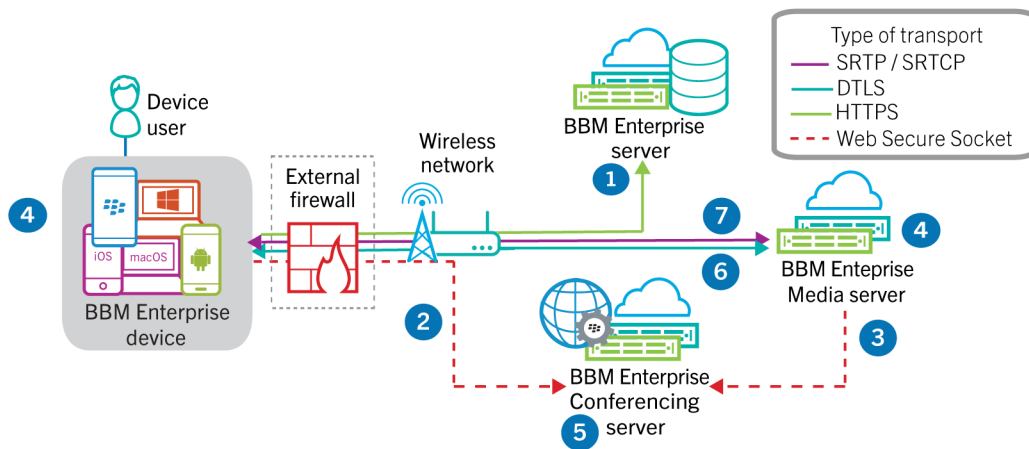 Type of transport
SRTP / SRTCP
DTLS
HTTPS
Web Secure Socket
Device
user
4
iOS
macOS
BBM Enterprise
device
External
firewall
Wireless
network
BBM Enterprise
server
1
2
7
6
4
BBM Enteprise
Media server
3
BBM Enterprise
Conferencing
server
5